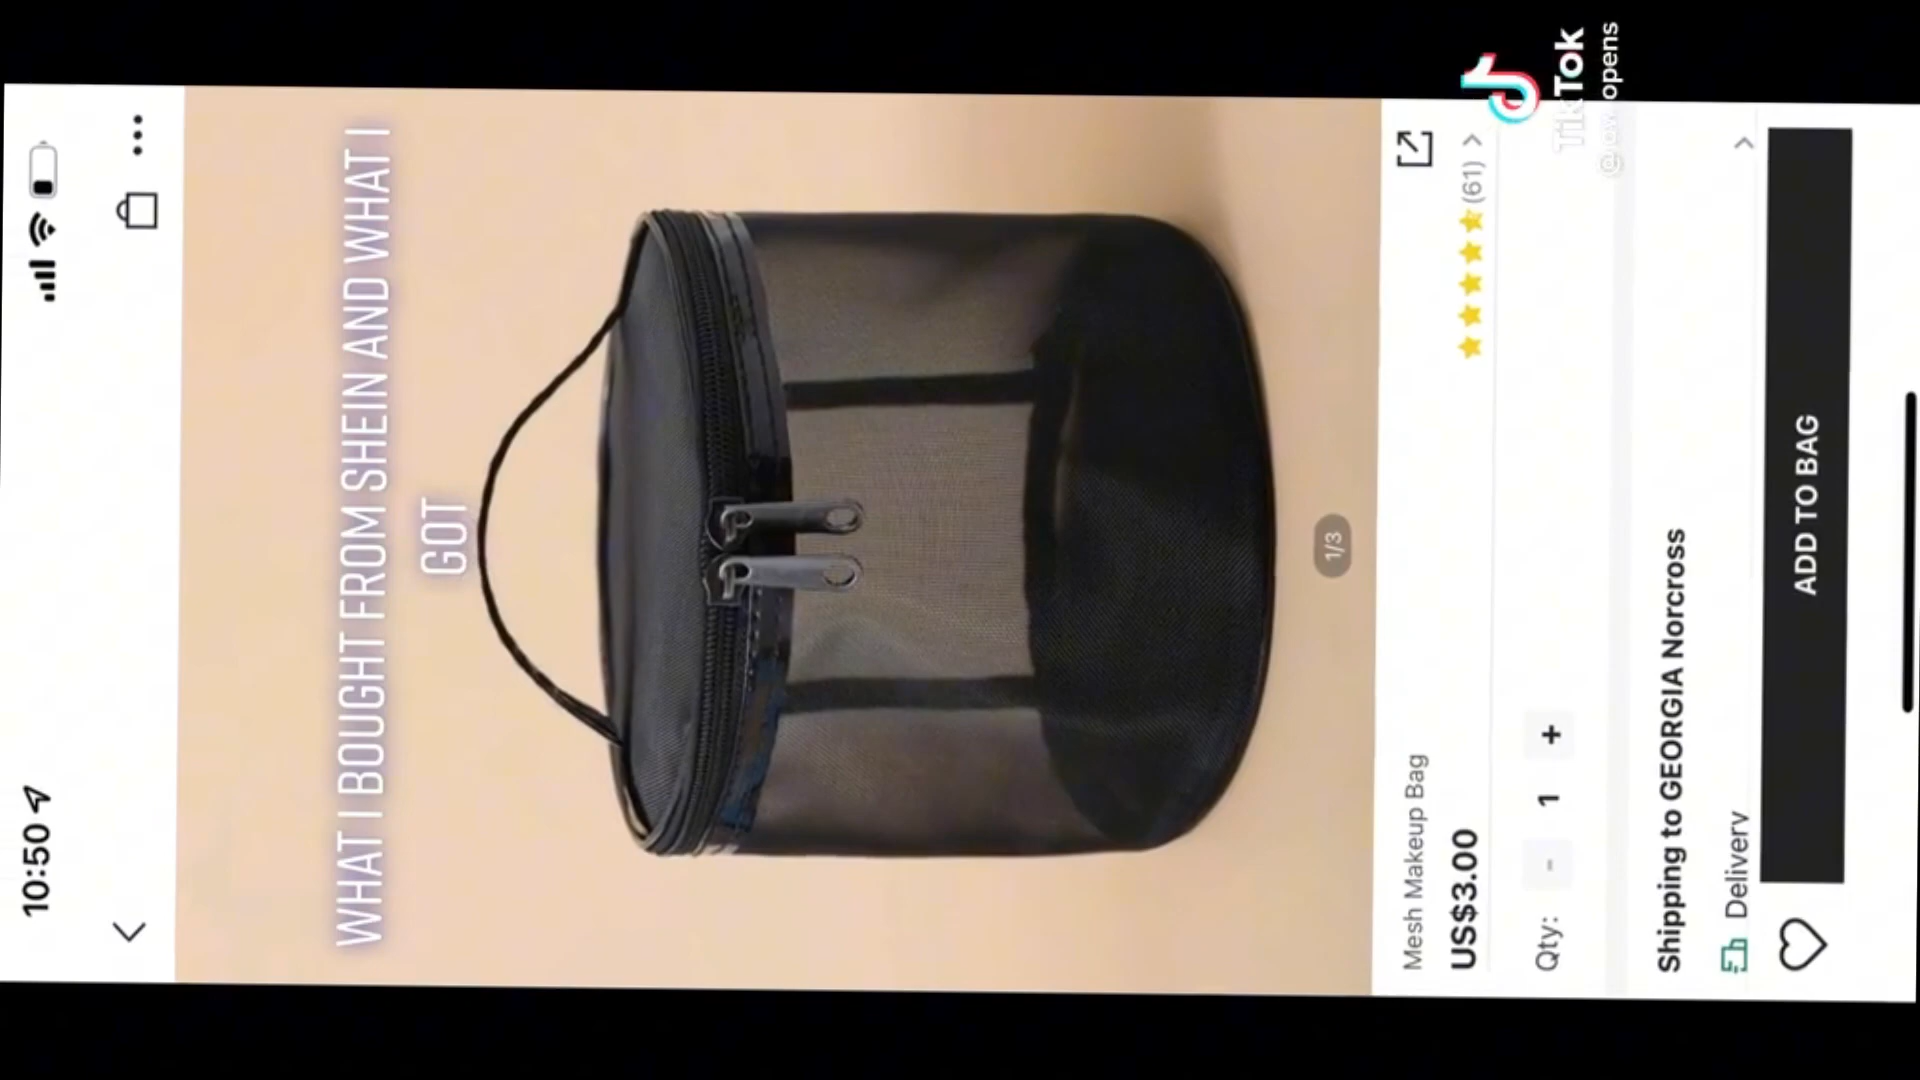 10:50
WHAT I BOUGHT FROM SHEIN AND WHAT I
GOT
1/3
Mesh Makeup Bag
US$3.00
(61)
Qty:
- 1 +
Shipping to GEORGIA Norcross
Delivery
ADD TO BAG
TikTok